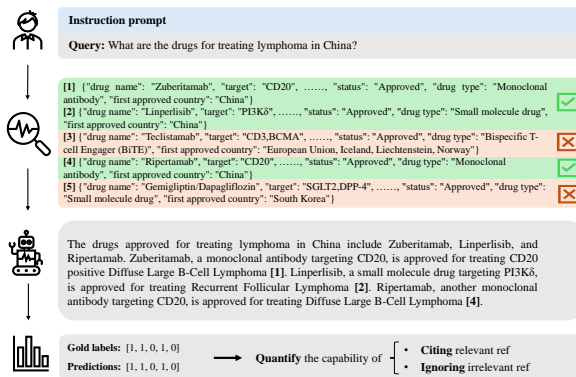 Instruction prompt
Query: What are the drugs for treating lymphoma in China?
[1] {"drug name": "Zuberitamab", "target": "CD20", ……, "status": "Approved", "drug type": "Monoclonal
antibody", "first approved country": "China"}
[2] {"drug name": "Linperlisib", "target": "PI3Kδ", ……, "status": "Approved", "drug type": "Small molecule drug",
"first approved country": "China"}
[3] {"drug name": "Teclistamab", "target": "CD3,BCMA", ……, "status": "Approved", "drug type": "Bispecific T-
cell Engager (BiTE)", "first approved country": "European Union, Iceland, Liechtenstein, Norway"}
[4] {"drug name": "Ripertamab", "target": "CD20", ……, "status": "Approved", "drug type": "Monoclonal
antibody", "first approved country": "China"}
[5] {"drug name": "Gemigliptin/Dapagliflozin", "target": "SGLT2,DPP-4", ……, "status": "Approved", "drug type":
"Small molecule drug", "first approved country": "South Korea"}
The drugs approved for treating lymphoma in China include Zuberitamab, Linperlisib, and
Ripertamab. Zuberitamab, a monoclonal antibody targeting CD20, is approved for treating CD20
positive Diffuse Large B-Cell Lymphoma [1]. Linperlisib, a small molecule drug targeting PI3Kδ,
is approved for treating Recurrent Follicular Lymphoma [2]. Ripertamab, another monoclonal
antibody targeting CD20, is approved for treating Diffuse Large B-Cell Lymphoma [4].
Gold labels: [1, 1, 0, 1, 0]
Predictions: [1, 1, 0, 1, 0]
Quantify the capability of
• Citing relevant ref
• Ignoring irrelevant ref